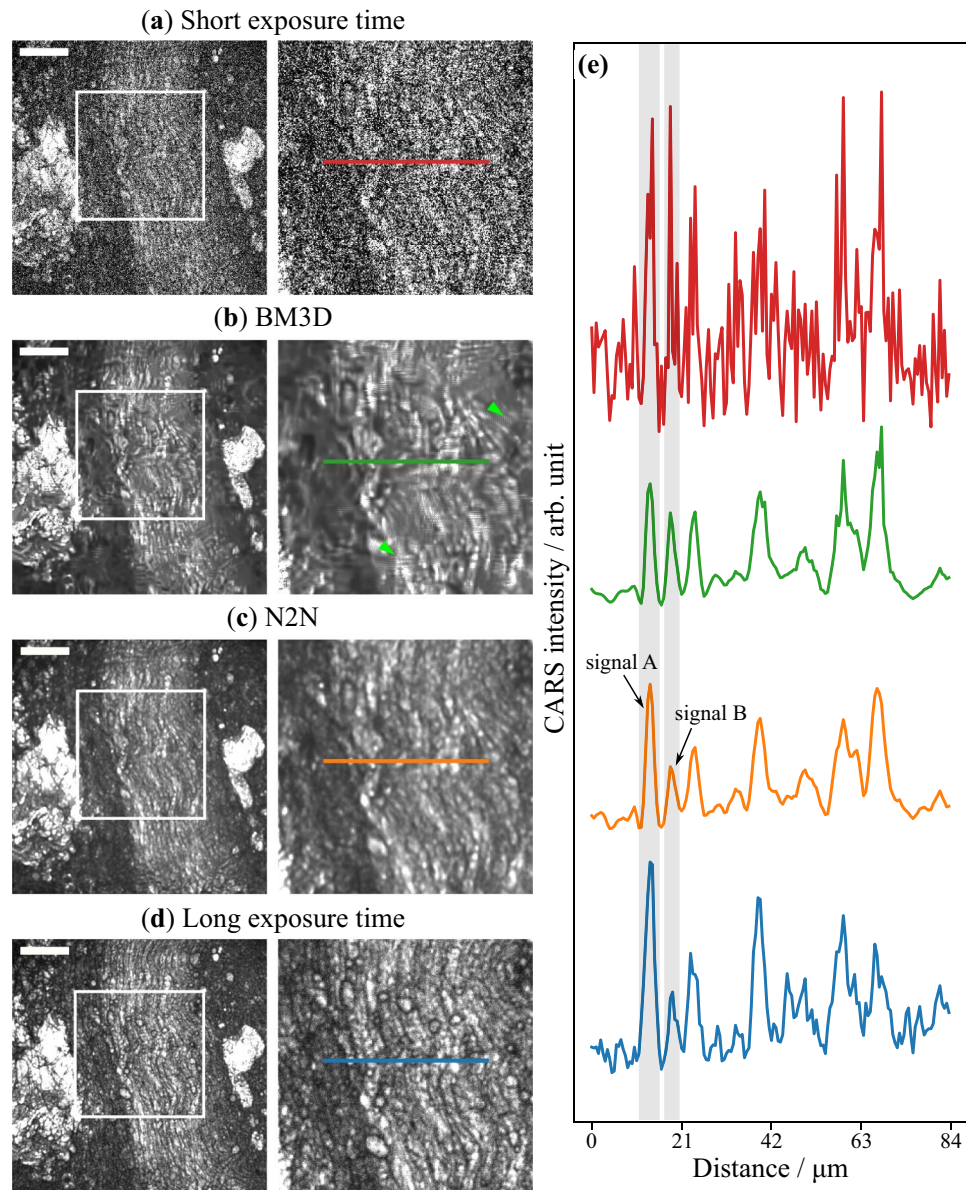 (a) Short exposure time
(b) BM3D
(c) N2N
(d) Long exposure time
(e)
CARS intensity / arb. unit
signal A
signal B
0 21 42 63 84
Distance / μm